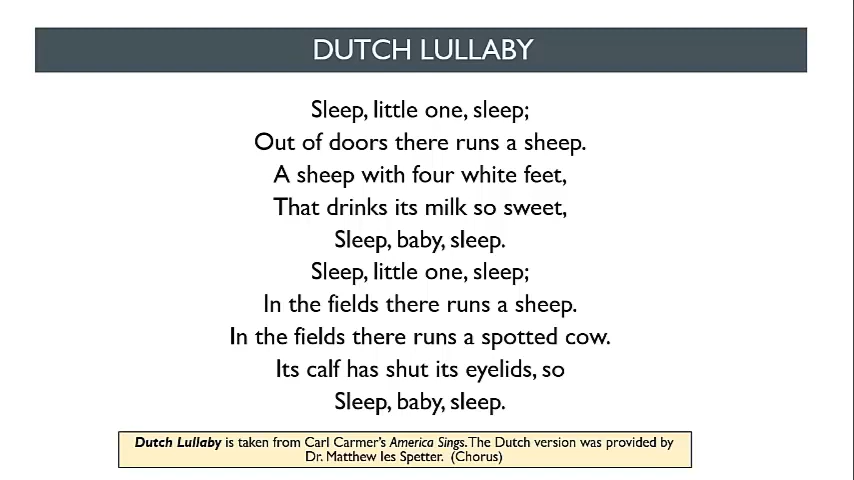 DUTCH LULLABY
Sleep, little one, sleep;
Out of doors there runs a sheep.
A sheep with four white feet,
That drinks its milk so sweet,
Sleep, baby, sleep.
Sleep, little one, sleep;
In the fields there runs a sheep.
In the fields there runs a spotted cow.
Its calf has shut its eyelids, so
Sleep, baby, sleep.
Dutch Lullaby is taken from Carl Carmer's America Sings. The Dutch version was provided by
Dr. Matthew Ies Spetter. (Chorus)